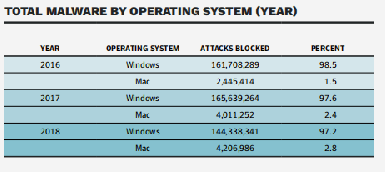 TOTAL MALWARE BY OPERATING SYSTEM (YEAR)
YEAR OPERATING SYSTEM ATTACKS BLOCKED PERCENT
2016 Windows 161,708,289 98.5
Mac 2,445,414 1.5
2017 Windows 165,639,264 97.6
Mac 4,011,252 2.4
2018 Windows 144,338,341 97.2
Mac 4,206,986 2.8